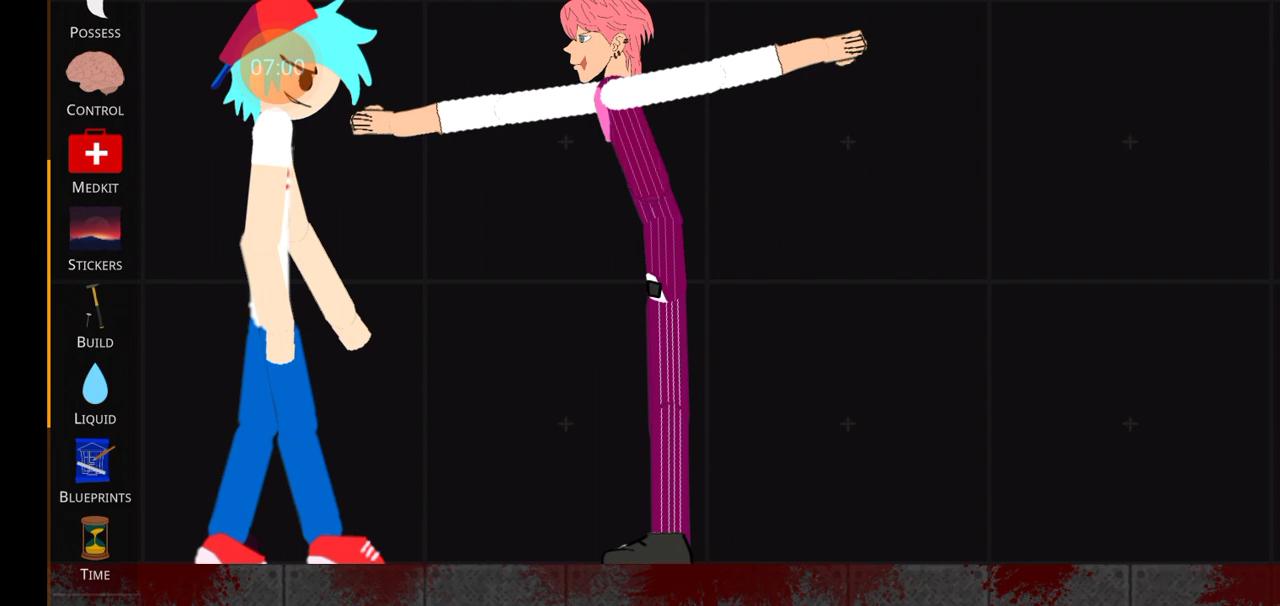 Possess
Control
07:00
Medkit
Stickers
Build
Liquid
Blueprints
Time